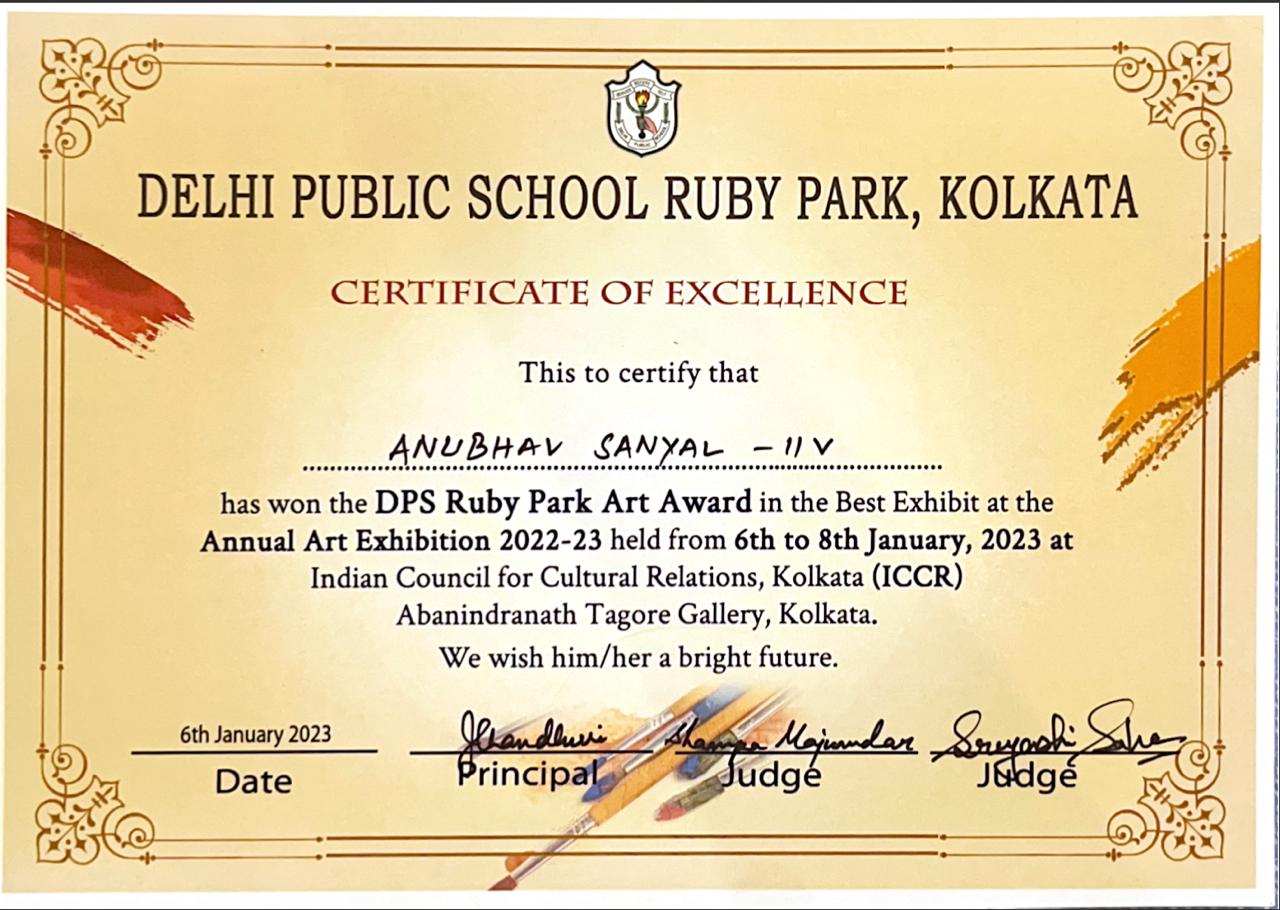 DELHI PUBLIC SCHOOL RUBY PARK, KOLKATA
CERTIFICATE OF EXCELLENCE
This to certify that
ANUBHAV SANYAL - 11 V
has won the DPS Ruby Park Art Award in the Best Exhibit at the
Annual Art Exhibition 2022-23 held from 6th to 8th January, 2023 at
Indian Council for Cultural Relations, Kolkata (ICCR)
Abanindranath Tagore Gallery, Kolkata.
We wish him/her a bright future.
6th January 2023
Shampa Majumdar
Date
Principal
Judge
Judge